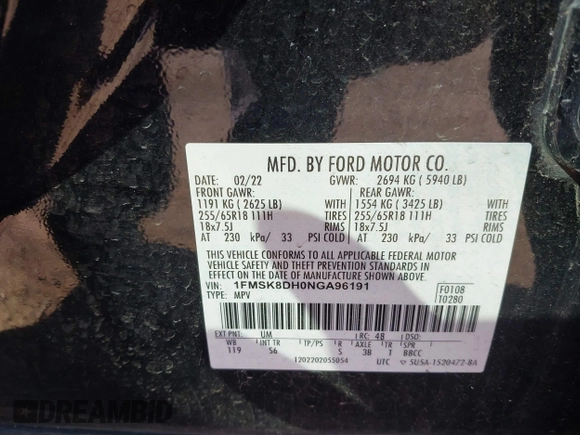 MFD. BY FORD MOTOR CO.
DATE: 02/22 GVWR: 2694 KG ( 5940 LB)
FRONT GAWR: REAR GAWR:
1191 KG ( 2625 LB) WITH 1554 KG ( 3425 LB) WITH
255/65R18 111H TIRES 255/65R18 111H TIRES
18x7.5J RIMS 18x7.5J RIMS
AT 230 kPa/ 33 PSI COLD AT 230 kPa/ 33 PSI COLD
THIS VEHICLE CONFORMS TO ALL APPLICABLE FEDERAL MOTOR
VEHICLE SAFETY AND THEFT PREVENTION STANDARDS IN
EFFECT ON THE DATE OF MANUFACTURE SHOWN ABOVE.
VIN: 1FMSK8DH0NGA96191 F0108
TYPE: MPV T0280
EXT PNT: UM RC: 48 DSO:
WB INT TR TP/PS R AXLE TR SPR
119 S6 S 3B 1 BBCC
1202202055054 UTC 5U5A-1520472-BA
DREAMBID